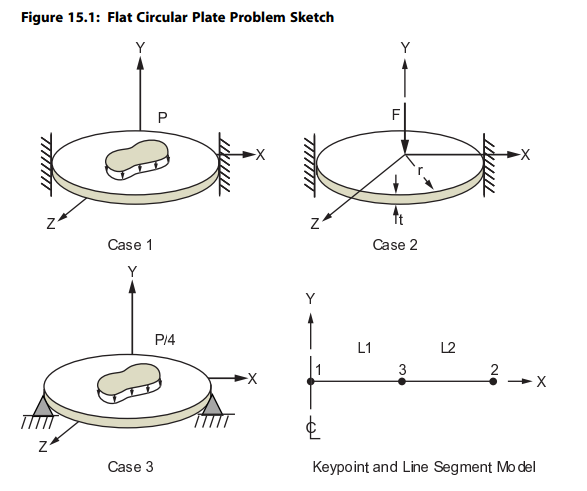 Figure 15.1: Flat Circular Plate Problem Sketch
Y
P
X
Z
Case 1
Y
F
X
r
Z
t
Case 2
Y
P/4
X
Z
Case 3
Y
L1 L2
1 3 2
X
C
L
Keypoint and Line Segment Model